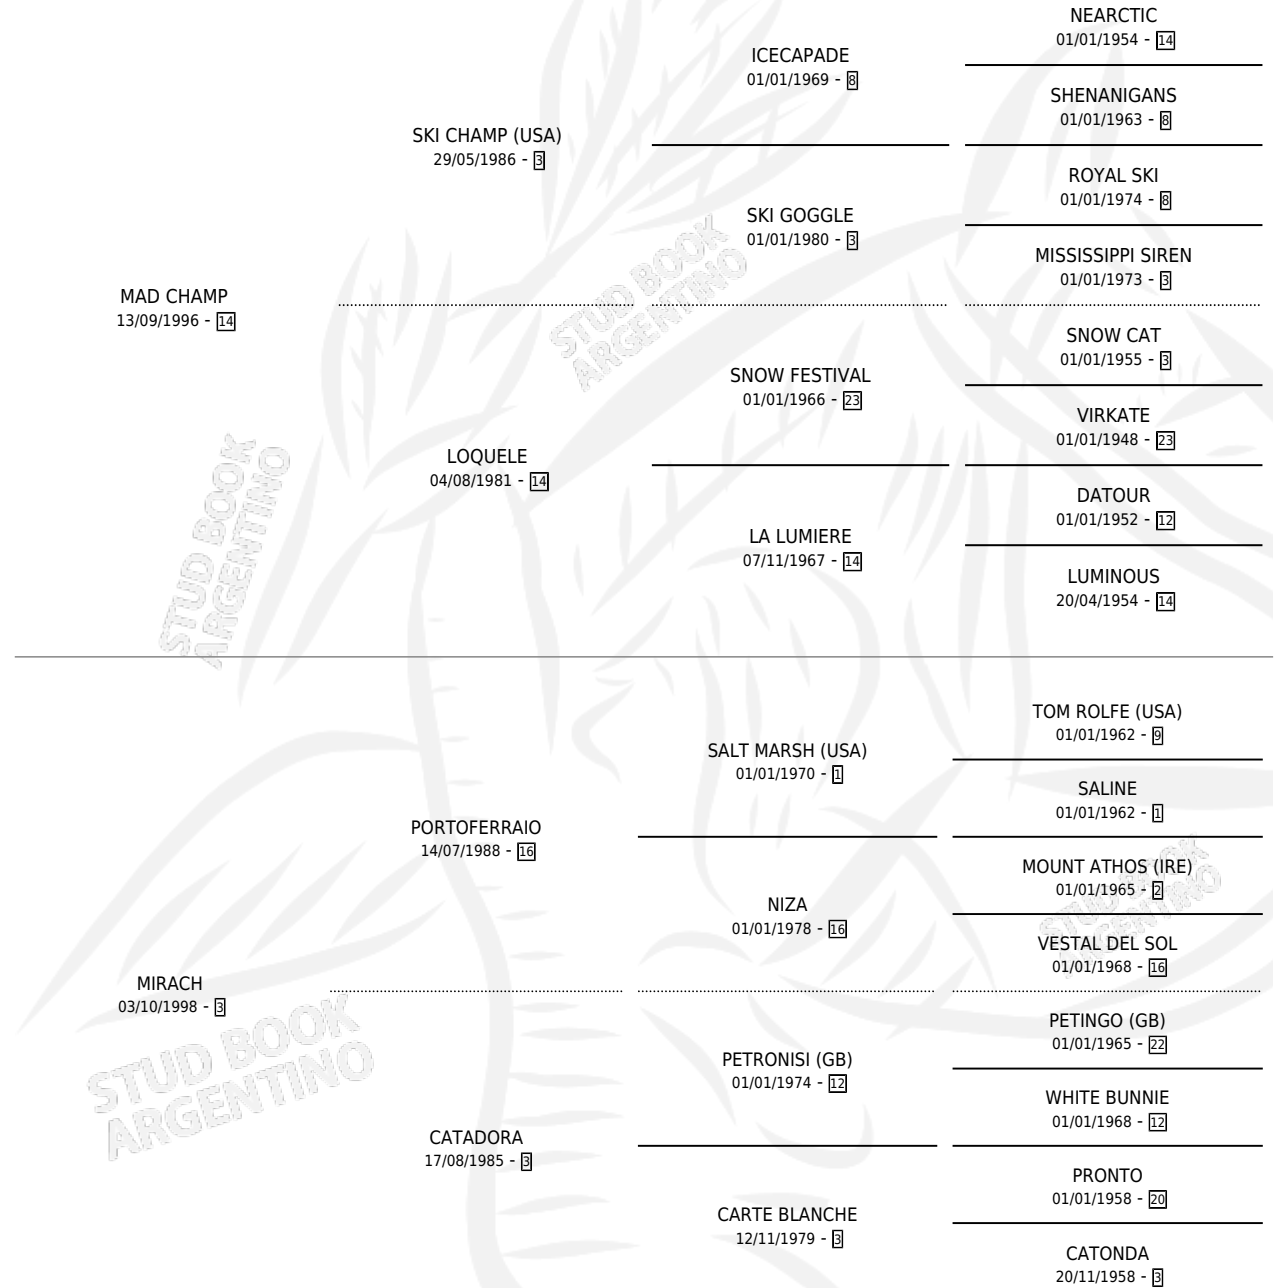 NEARCTIC
01/01/1954 - 14
ICECAPADE
01/01/1969 - 8
SHENANIGANS
01/01/1963 - 8
SKI CHAMP (USA)
29/05/1986 - 3
ROYAL SKI
01/01/1974 - 8
SKI GOGGLE
01/01/1980 - 3
MISSISSIPPI SIREN
01/01/1973 - 3
MAD CHAMP
13/09/1996 - 14
SNOW CAT
01/01/1955 - 3
SNOW FESTIVAL
01/01/1966 - 23
VIRKATE
01/01/1948 - 23
LOQUELE
04/08/1981 - 14
DATOUR
01/01/1952 - 12
LA LUMIERE
07/11/1967 - 14
LUMINOUS
20/04/1954 - 14
TOM ROLFE (USA)
01/01/1962 - 9
SALT MARSH (USA)
01/01/1970 - 1
SALINE
01/01/1962 - 1
PORTOFERRAIO
14/07/1988 - 16
MOUNT ATHOS (IRE)
01/01/1965 - 2
NIZA
01/01/1978 - 16
VESTAL DEL SOL
01/01/1968 - 16
MIRACH
03/10/1998 - 3
PETINGO (GB)
01/01/1965 - 22
PETRONISI (GB)
01/01/1974 - 12
WHITE BUNNIE
01/01/1968 - 12
CATADORA
17/08/1985 - 3
PRONTO
01/01/1958 - 20
CARTE BLANCHE
12/11/1979 - 3
CATONDA
20/11/1958 - 3
STUD BOOK
ARGENTINO
STUD BOOK
ARGENTINO
STUD BOOK
ARGENTINO
STUD BOOK
ARGENTINO